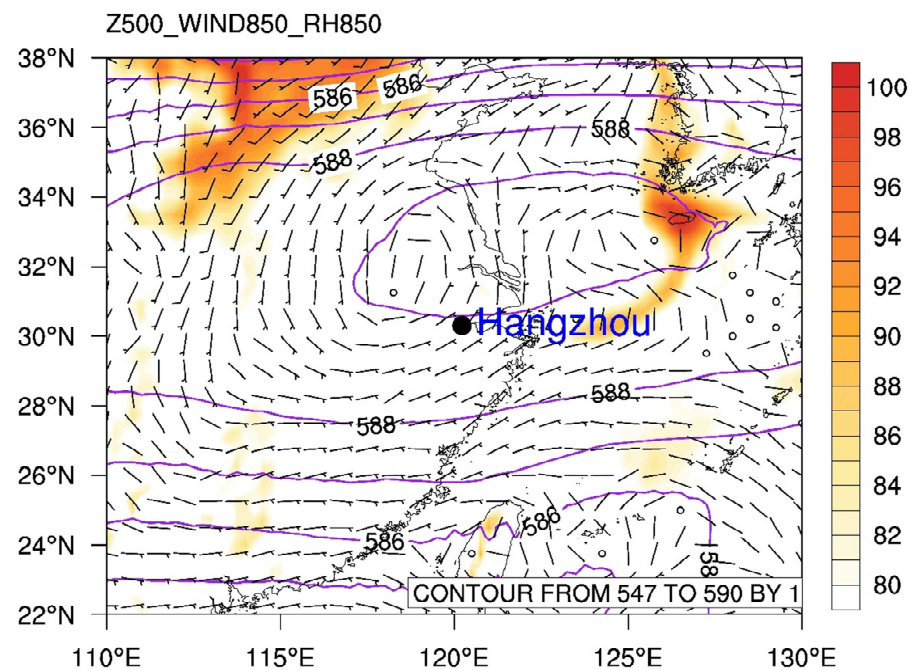 Z500_WIND850_RH850
38°N
36°N
34°N
32°N
30°N
28°N
26°N
24°N
22°N
586
586
588
588
Hangzhou
588
588
586
586
58
CONTOUR FROM 547 TO 590 BY 1
110°E
115°E
120°E
125°E
130°E
100
98
96
94
92
90
88
86
84
82
80